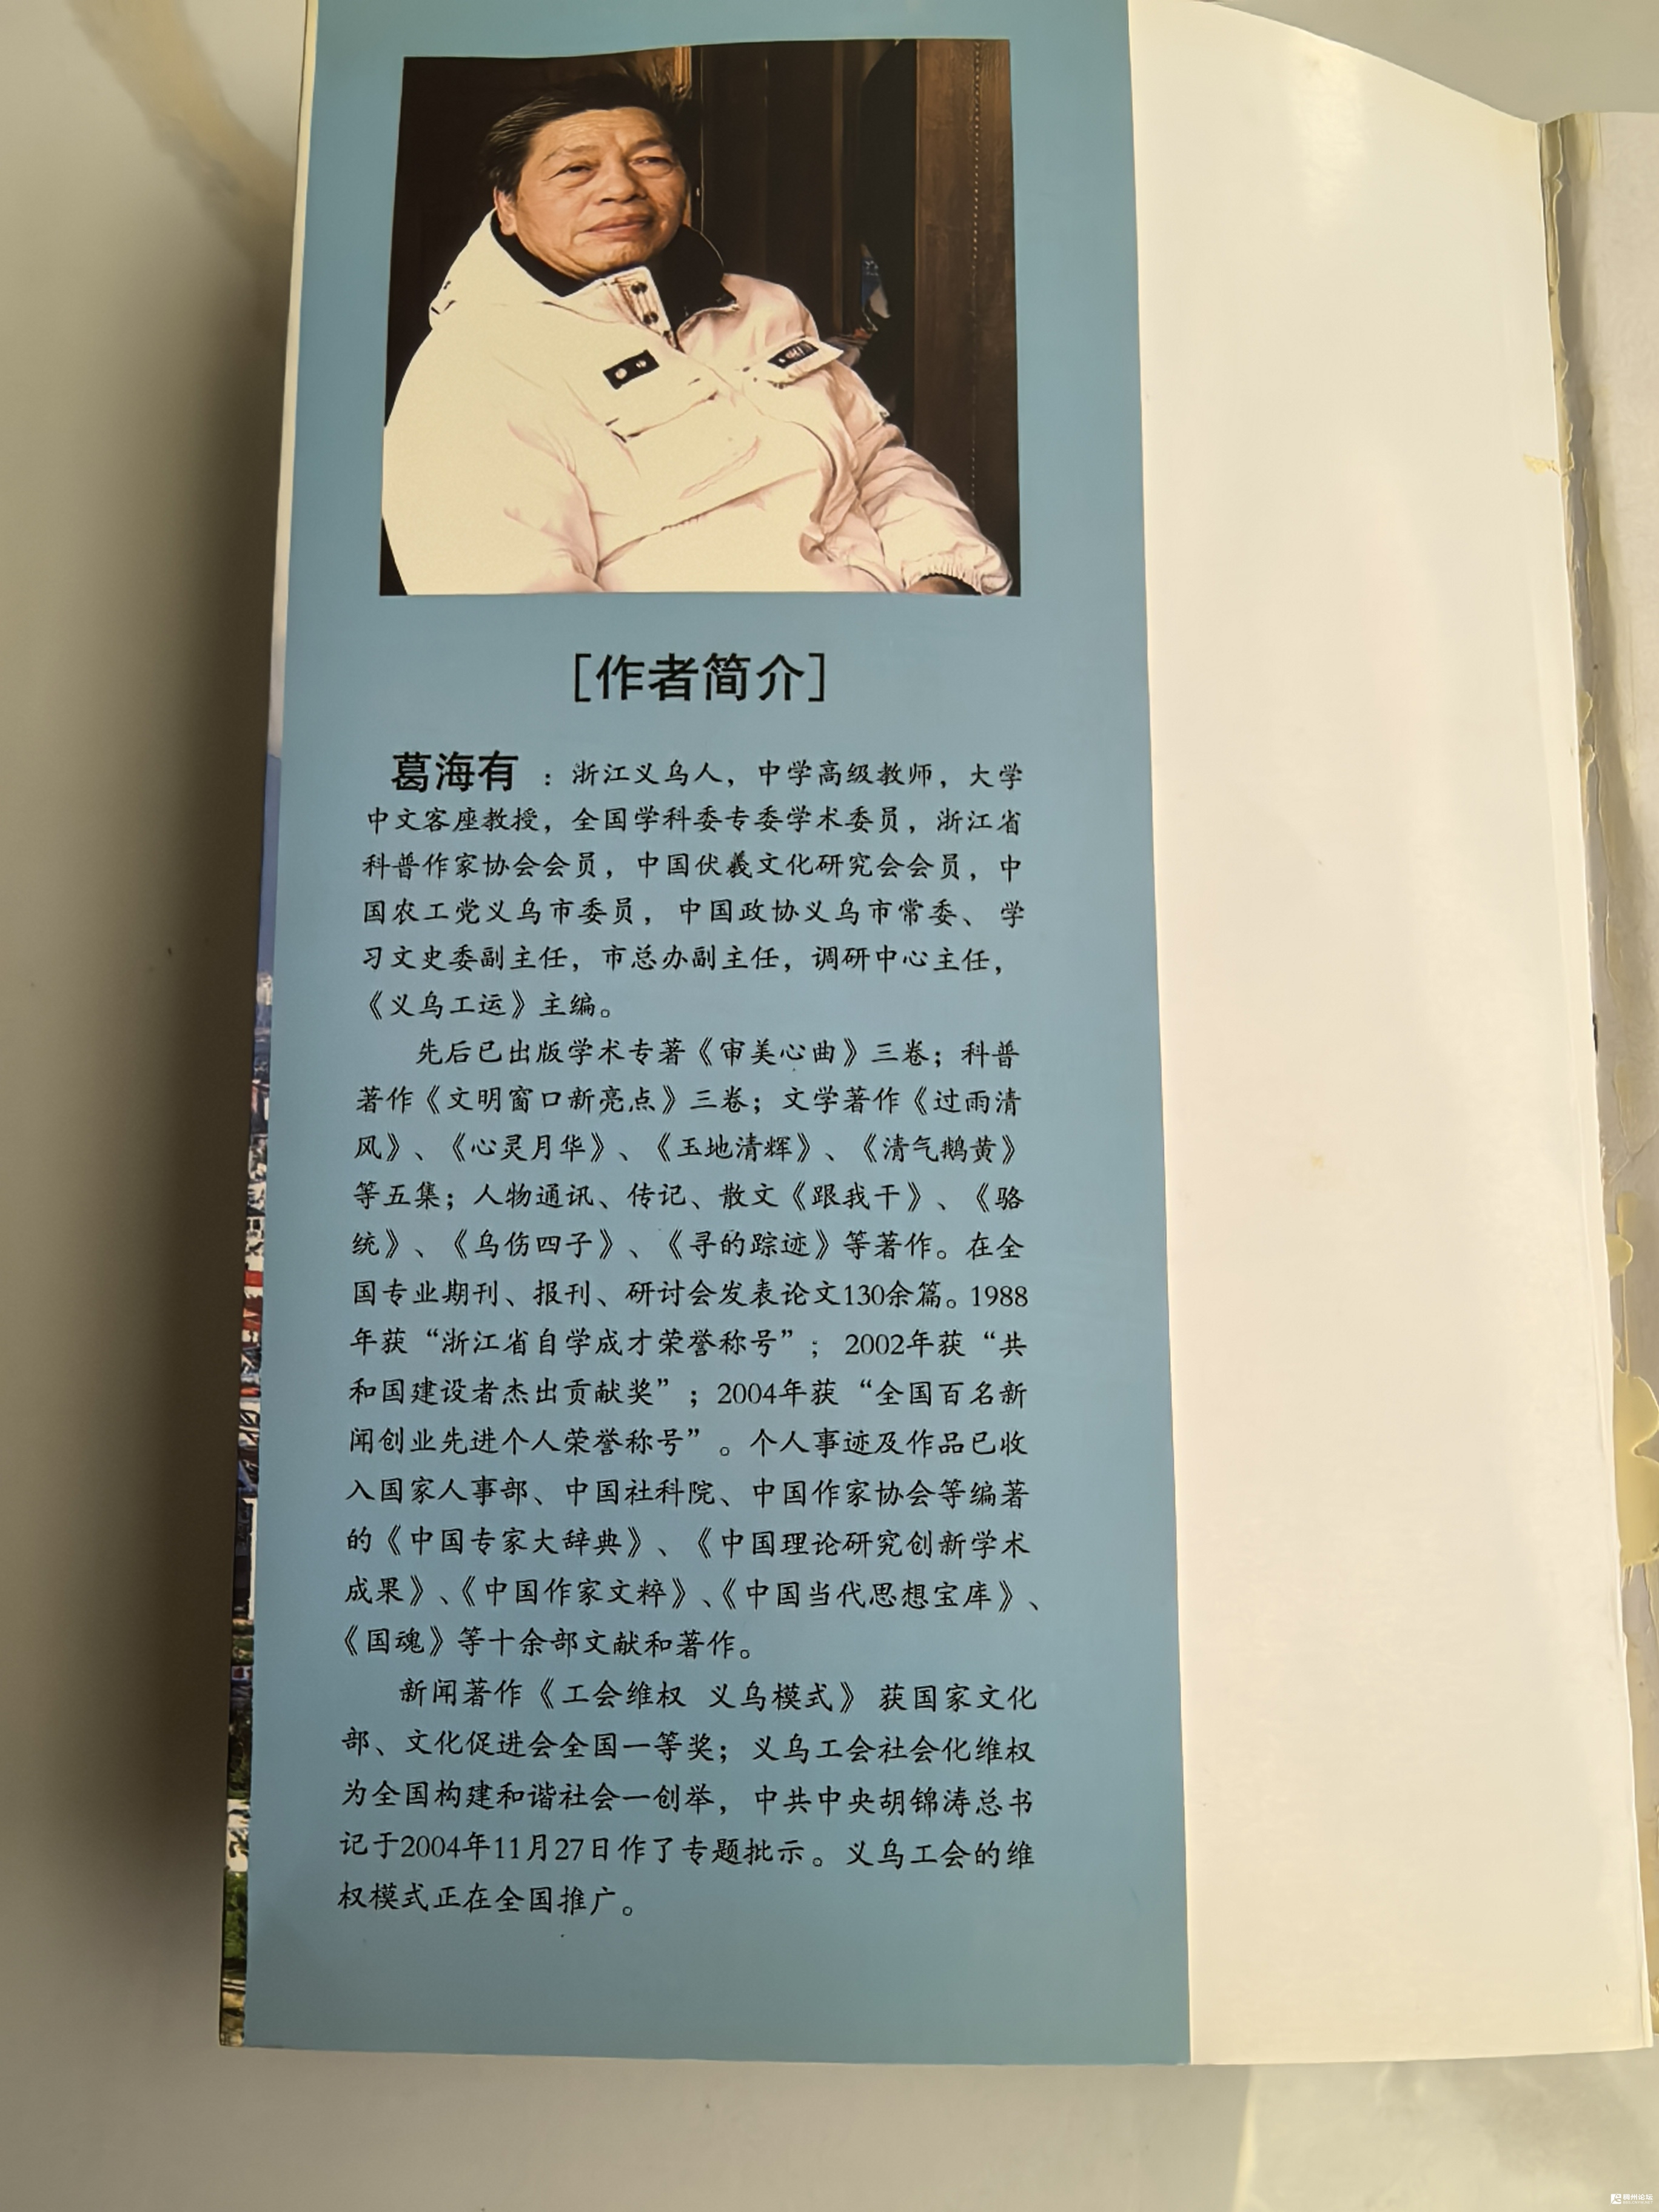 [作者简介]
葛海有：浙江义乌人，中学高级教师，大学
中文客座教授，全国学科委专委学术委员，浙江省
科普作家协会会员，中国伏羲文化研究会会员，中
国农工党义乌市委员，中国政协义乌市常委、学
习文史委副主任，市总办副主任，调研中心主任，
《义乌工运》主编。
先后已出版学术专著《审美心曲》三卷；科普
著作《文明窗口新亮点》三卷；文学著作《过雨清
风》、《心灵月华》、《玉地清辉》、《清气鹅黄》
等五集；人物通讯、传记、散文《跟我干》、《骆
统》、《乌伤四子》、《寻的踪迹》等著作。在全
国专业期刊、报刊、研讨会发表论文130余篇。1988
年获“浙江省自学成才荣誉称号”；2002年获“共
和国建设者杰出贡献奖”；2004年获“全国百名新
闻创业先进个人荣誉称号”。个人事迹及作品已收
入国家人事部、中国社科院、中国作家协会等编著
的《中国专家大辞典》、《中国理论研究创新学术
成果》、《中国作家文粹》、《中国当代思想宝库》、
《国魂》等十余部文献和著作。
新闻著作《工会维权 义乌模式》获国家文化
部、文化促进会全国一等奖；义乌工会社会化维权
为全国构建和谐社会一创举，中共中央胡锦涛总书
记于2004年11月27日作了专题批示。义乌工会的维
权模式正在全国推广。